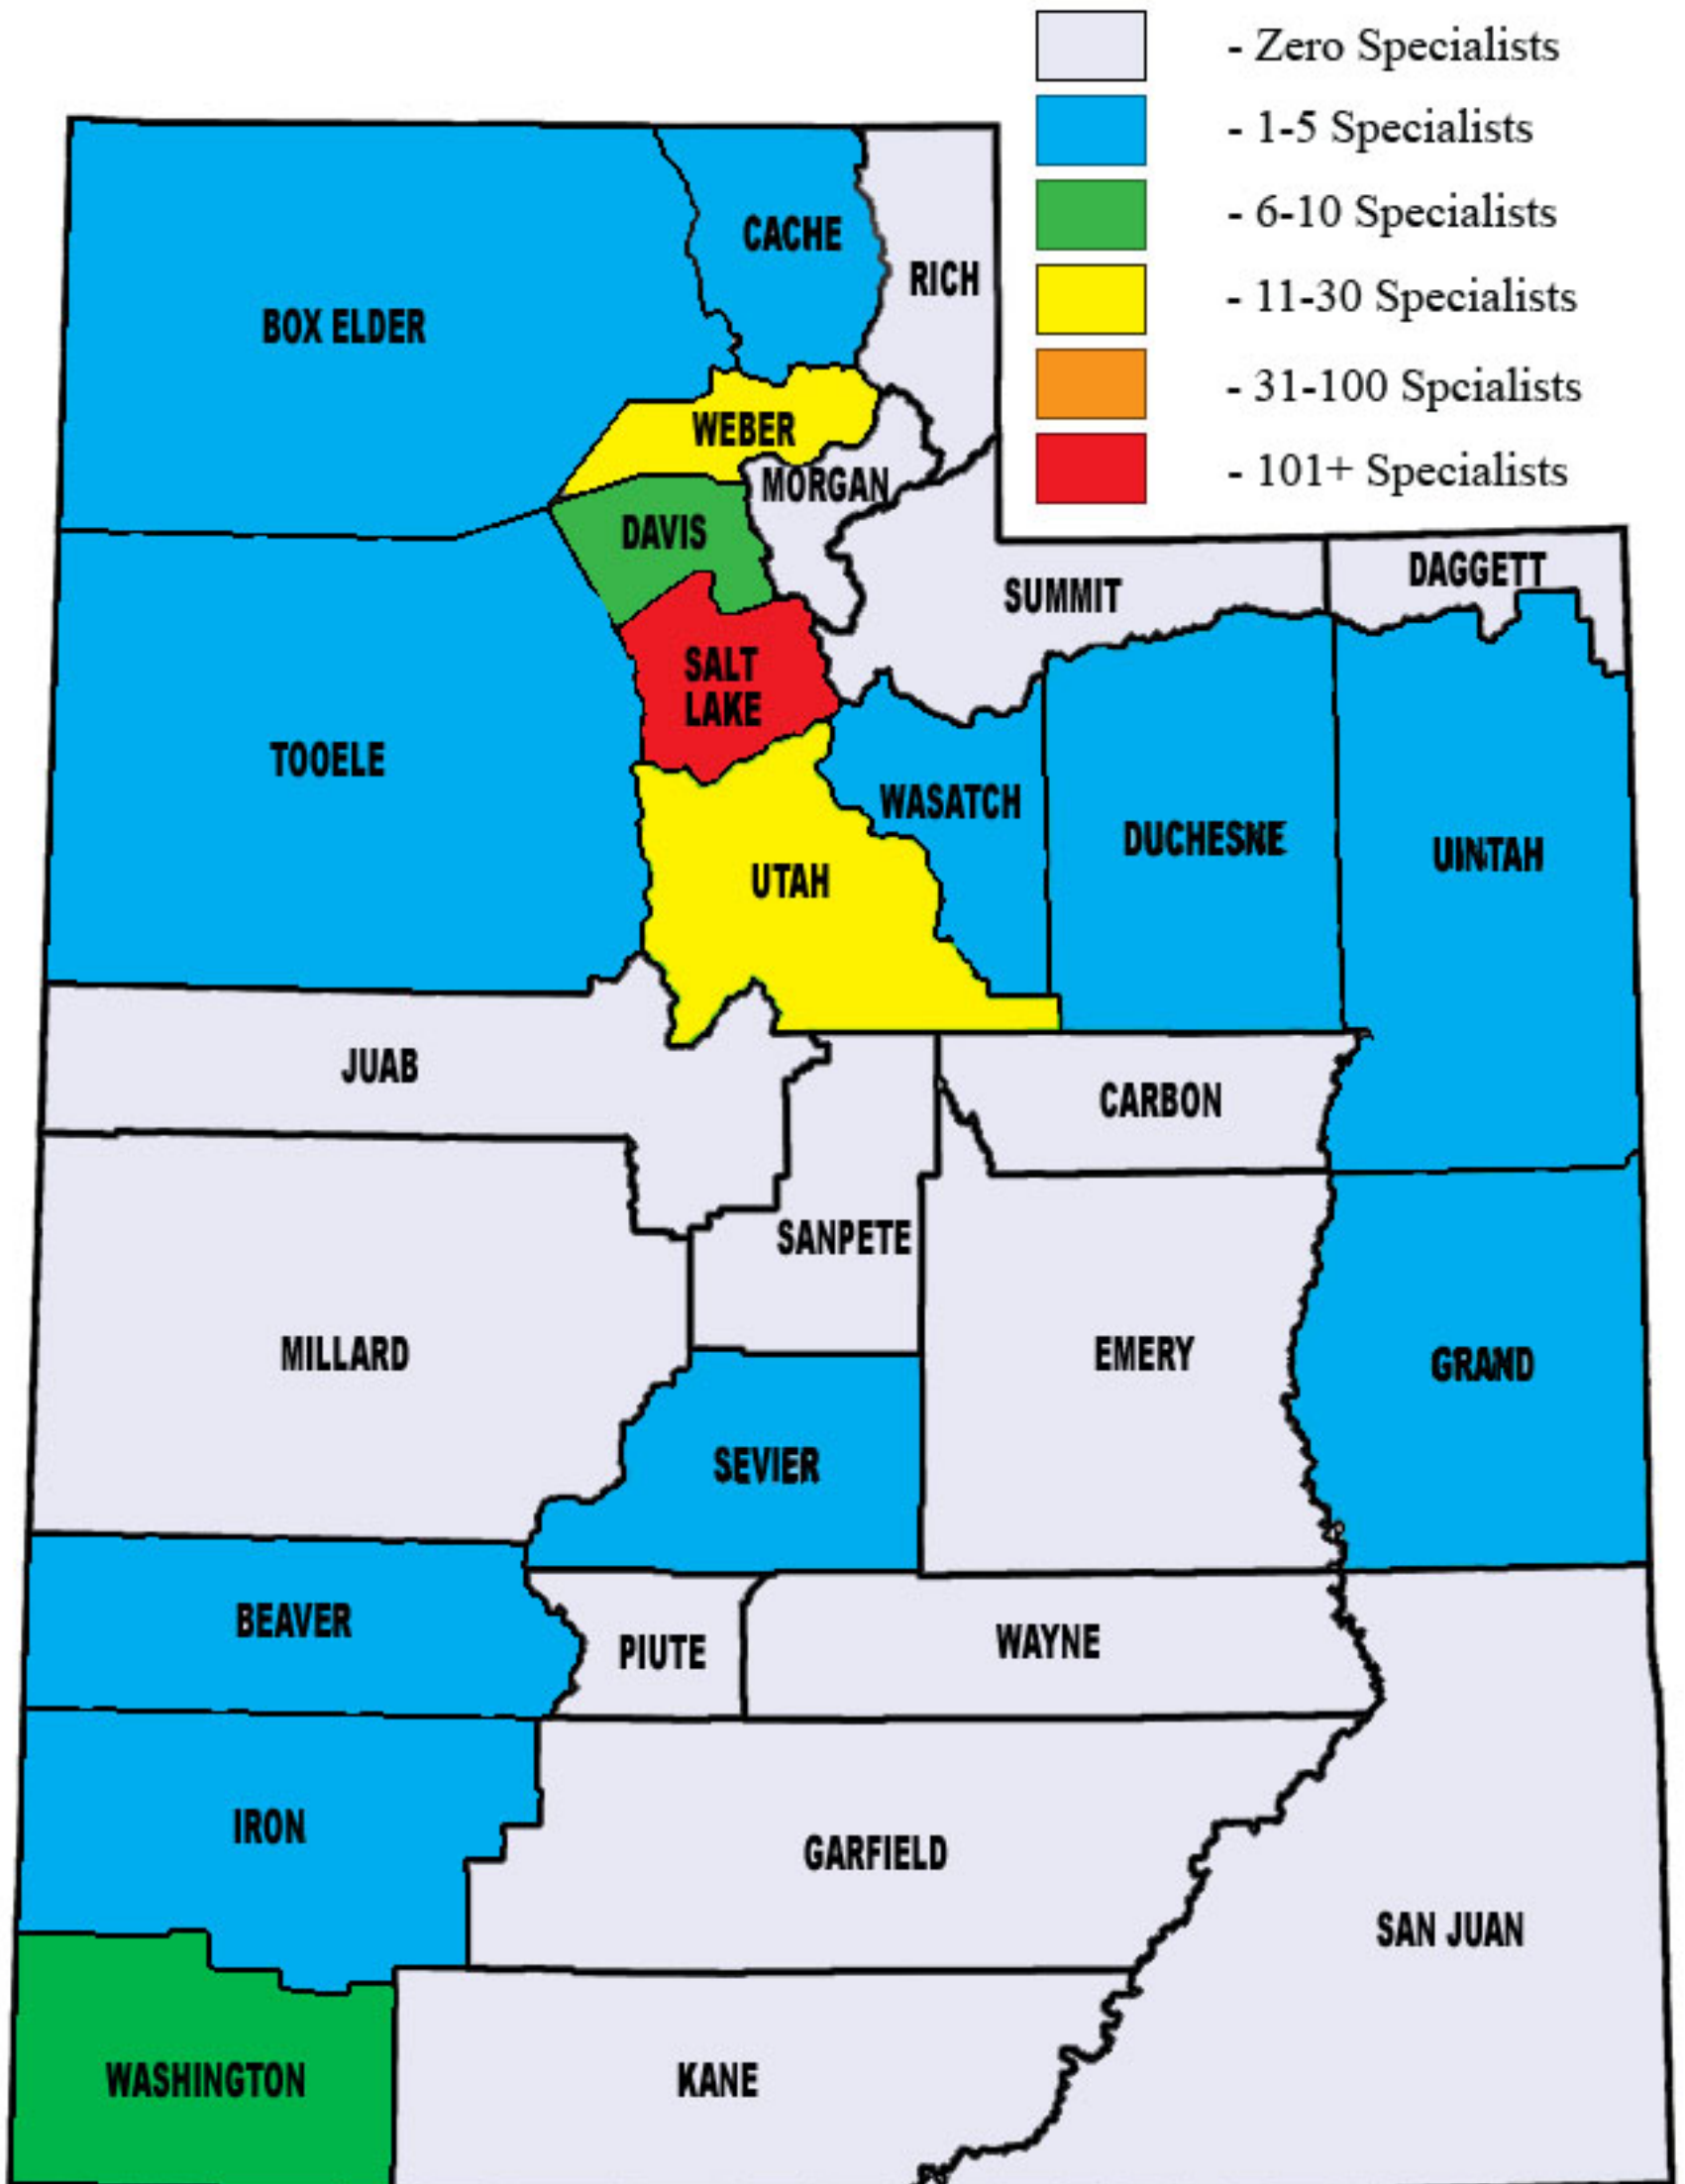 - Zero Specialists
- 1-5 Specialists
- 6-10 Specialists
- 11-30 Specialists
- 31-100 Spcialists
- 101+ Specialists
CACHE
RICH
BOX ELDER
WEBER
MORGAN
DAVIS
DAGGETT
SUMMIT
SALT
LAKE
TOOELE
WASATCH
DUCHESNE
UINTAH
UTAH
JUAB
CARBON
SANPETE
MILLARD
EMERY
GRAND
SEVIER
BEAVER
PIUTE
WAYNE
IRON
GARFIELD
SAN JUAN
WASHINGTON
KANE